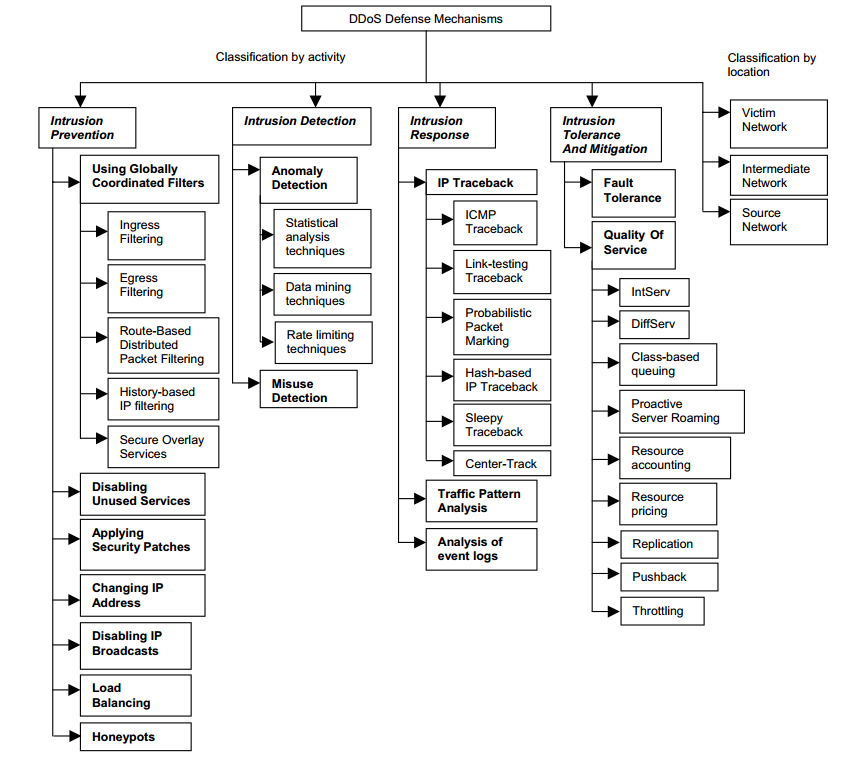 DDoS Defense Mechanisms
Classification by activity
Classification by
location
Intrusion
Prevention
Using Globally
Coordinated Filters
Ingress
Filtering
Egress
Filtering
Route-Based
Distributed
Packet Filtering
History-based
IP filtering
Secure Overlay
Services
Disabling
Unused Services
Applying
Security Patches
Changing IP
Address
Disabling IP
Broadcasts
Load
Balancing
Honeypots
Intrusion Detection
Anomaly
Detection
Statistical
analysis
techniques
Data mining
techniques
Rate limiting
techniques
Misuse
Detection
Intrusion
Response
IP Traceback
ICMP
Traceback
Link-testing
Traceback
Probabilistic
Packet
Marking
Hash-based
IP Traceback
Sleepy
Traceback
Center-Track
Traffic Pattern
Analysis
Analysis of
event logs
Intrusion
Tolerance
And Mitigation
Fault
Tolerance
Quality Of
Service
IntServ
DiffServ
Class-based
queuing
Proactive
Server Roaming
Resource
accounting
Resource
pricing
Replication
Pushback
Throttling
Victim
Network
Intermediate
Network
Source
Network